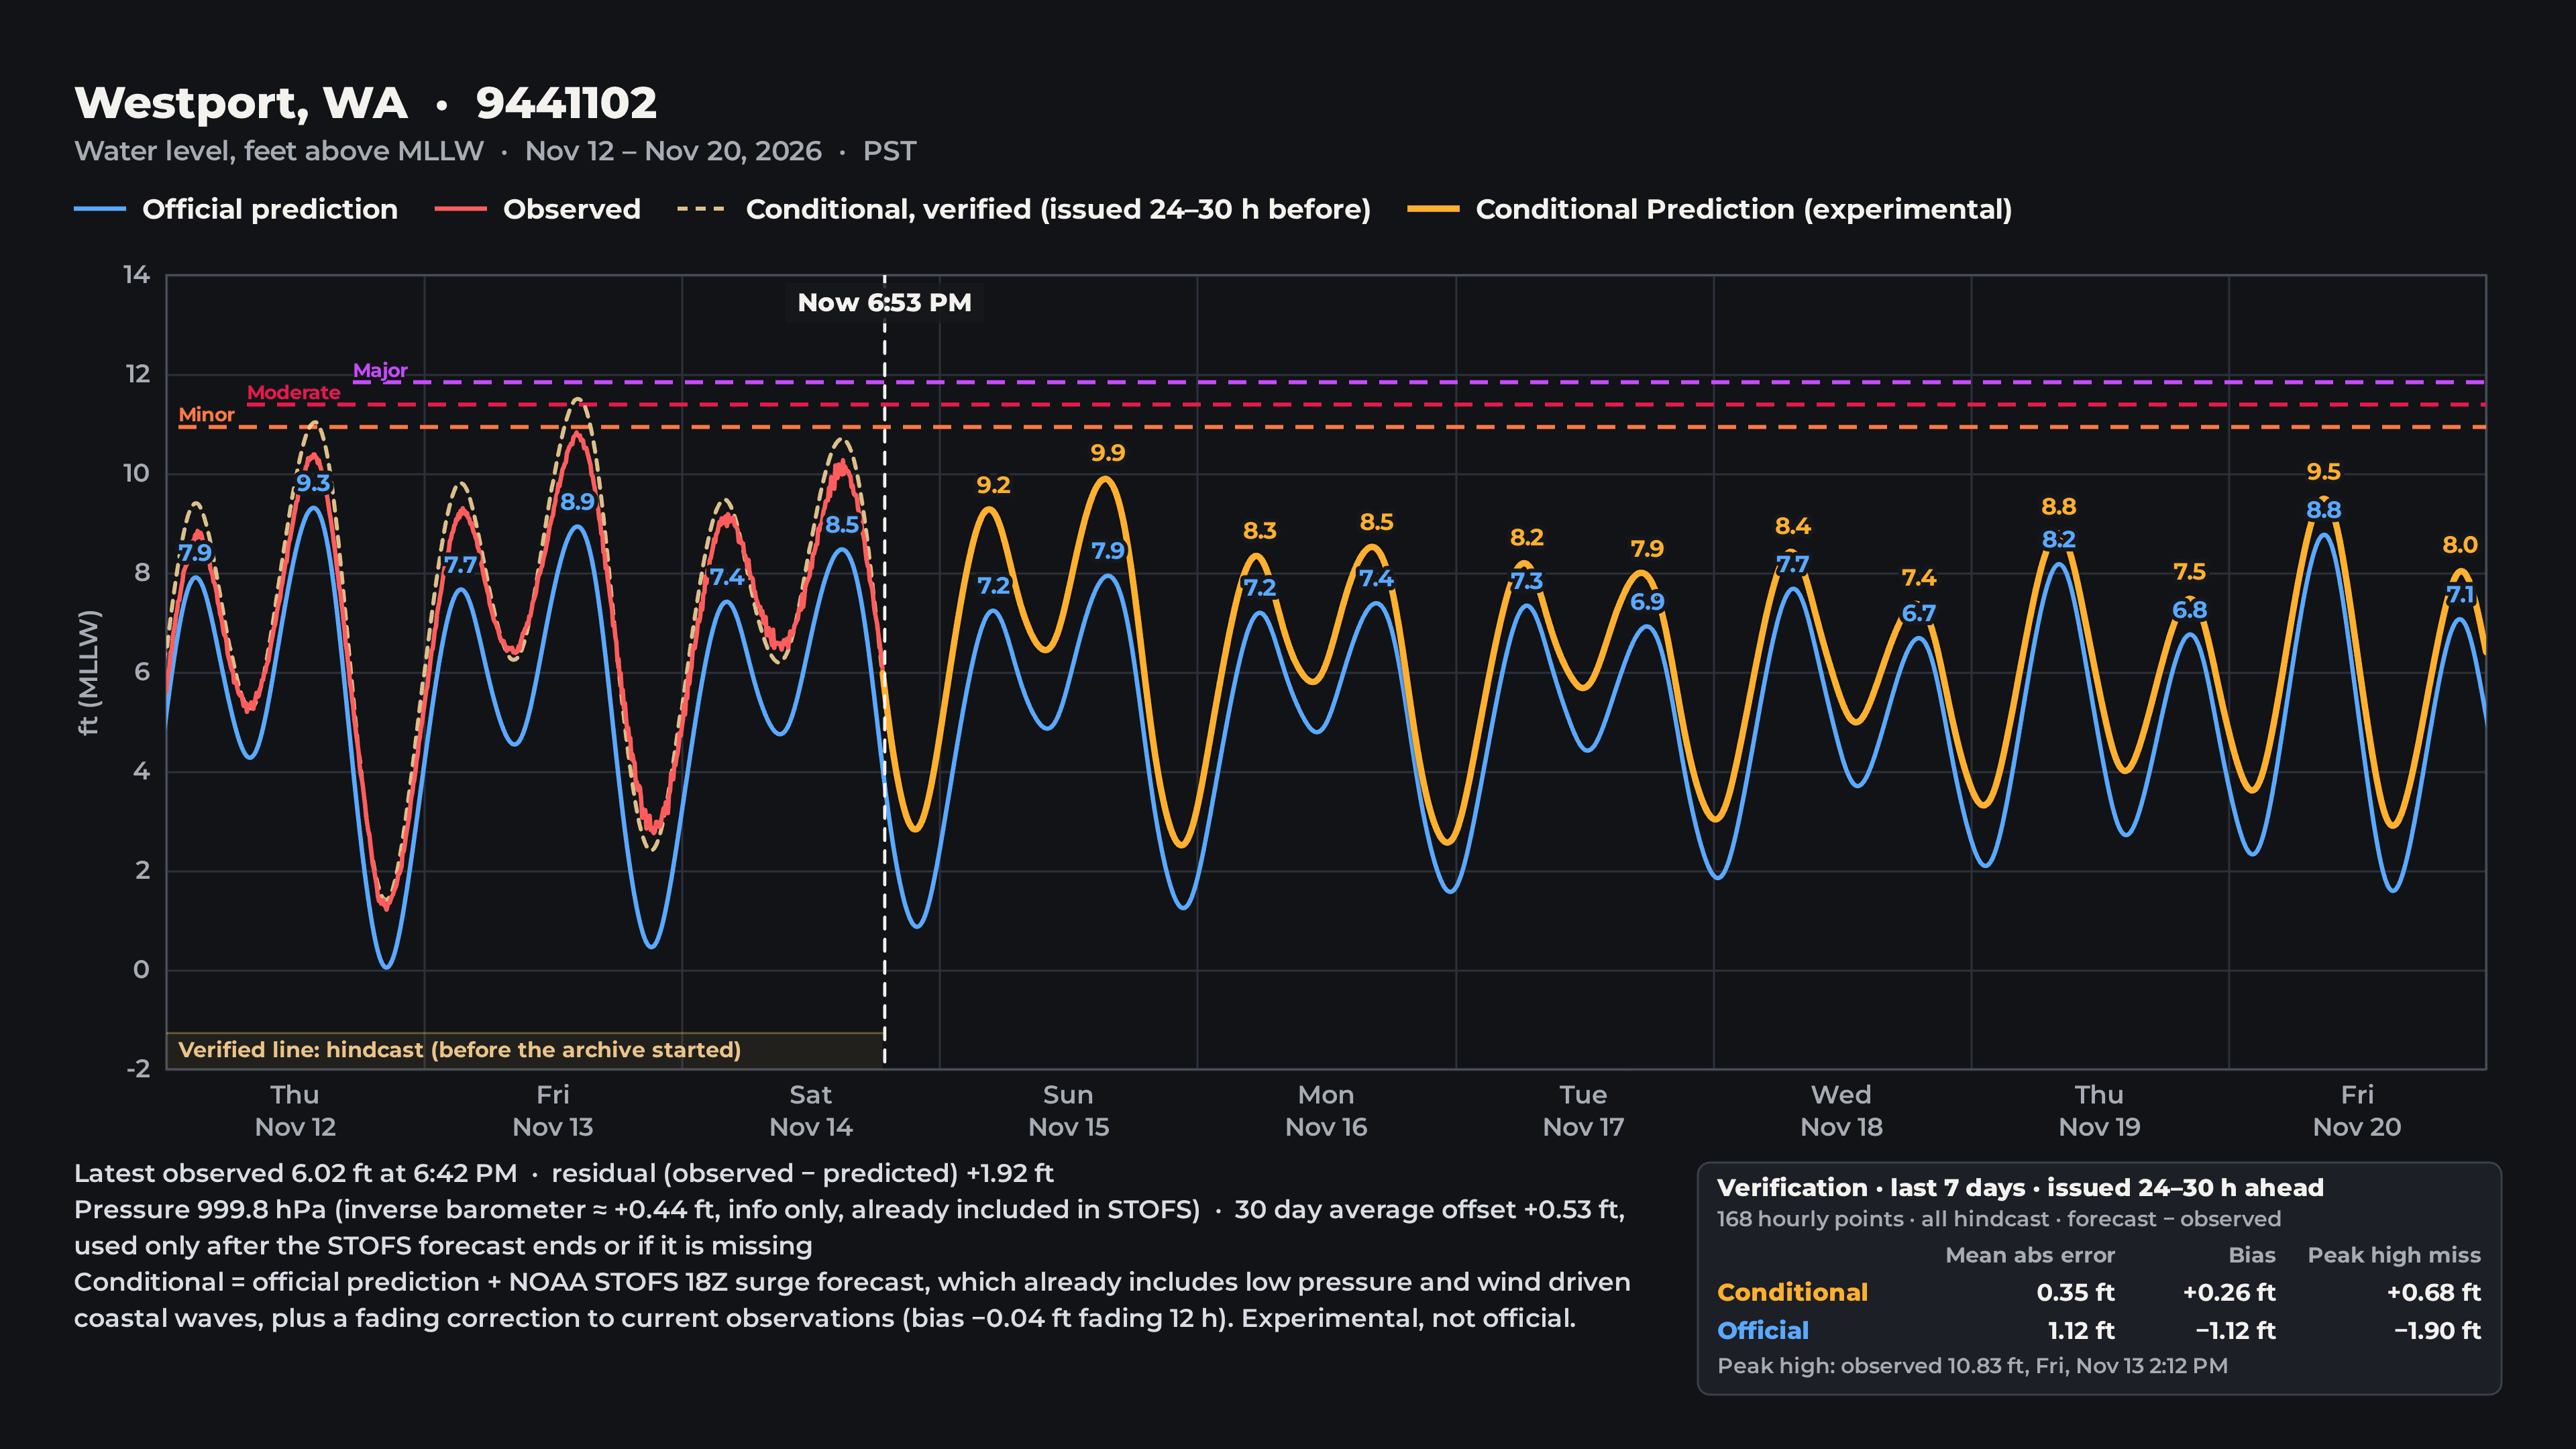 Westport, WA · 9441102
Water level, feet above MLLW · Nov 12 – Nov 20, 2026 · PST
Official prediction Observed Conditional, verified (issued 24–30 h before) Conditional Prediction (experimental)
14
Now 6:53 PM
12
Major
Moderate
Minor
10
8
6
4
2
0
-2
ft (MLLW)
7.9 9.3 7.7 8.9 7.4 8.5
9.2 9.9 8.3 8.5 8.2 7.9 8.4 7.4 8.8 7.5 9.5 8.0
7.2 7.9 7.2 7.4 7.3 6.9 7.7 6.7 8.2 6.8 8.8 7.1
Verified line: hindcast (before the archive started)
Thu Fri Sat Sun Mon Tue Wed Thu Fri
Nov 12 Nov 13 Nov 14 Nov 15 Nov 16 Nov 17 Nov 18 Nov 19 Nov 20
Latest observed 6.02 ft at 6:42 PM · residual (observed − predicted) +1.92 ft
Pressure 999.8 hPa (inverse barometer ≈ +0.44 ft, info only, already included in STOFS) · 30 day average offset +0.53 ft,
used only after the STOFS forecast ends or if it is missing
Conditional = official prediction + NOAA STOFS 18Z surge forecast, which already includes low pressure and wind driven
coastal waves, plus a fading correction to current observations (bias −0.04 ft fading 12 h). Experimental, not official.
Verification · last 7 days · issued 24–30 h ahead
168 hourly points · all hindcast · forecast − observed
Mean abs error Bias Peak high miss
Conditional 0.35 ft +0.26 ft +0.68 ft
Official 1.12 ft −1.12 ft −1.90 ft
Peak high: observed 10.83 ft, Fri, Nov 13 2:12 PM